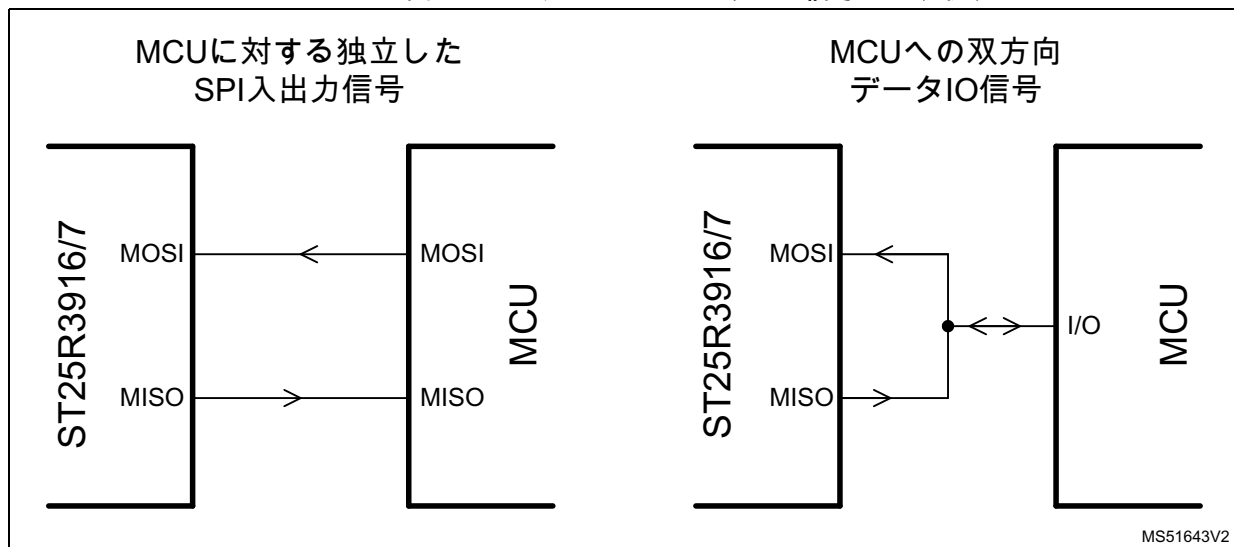 MCUに対する独立した
SPI入出力信号
MCUへの双方向
データIO信号
ST25R3916/7
MOSI
MISO
MOSI
MISO
MCU
ST25R3916/7
MOSI
MISO
I/O
MCU
MS51643V2